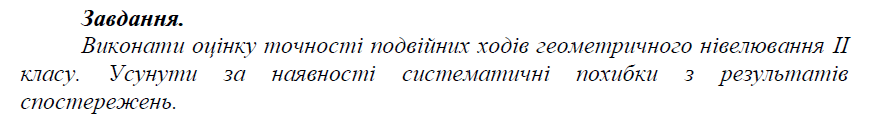 Завдання.
Виконати оцінку точності подвійних ходів геометричного нівелювання II
класу. Усунути за наявності систематичні похибки з результатів
спостережень.